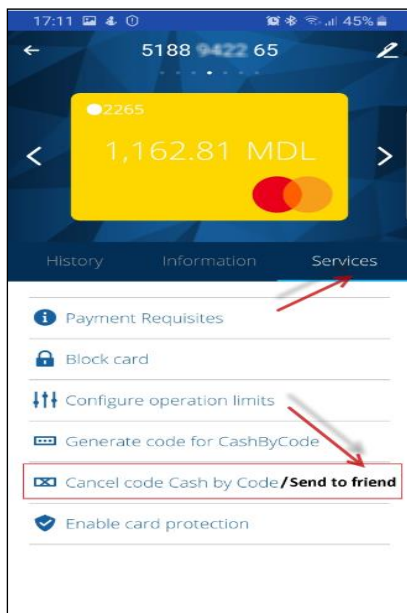 17:11 45%
5188 9422 65
2265
1,162.81 MDL
History Information Services
Payment Requisites
Block card
Configure operation limits
Generate code for CashByCode
Cancel code Cash by Code/Send to friend
Enable card protection